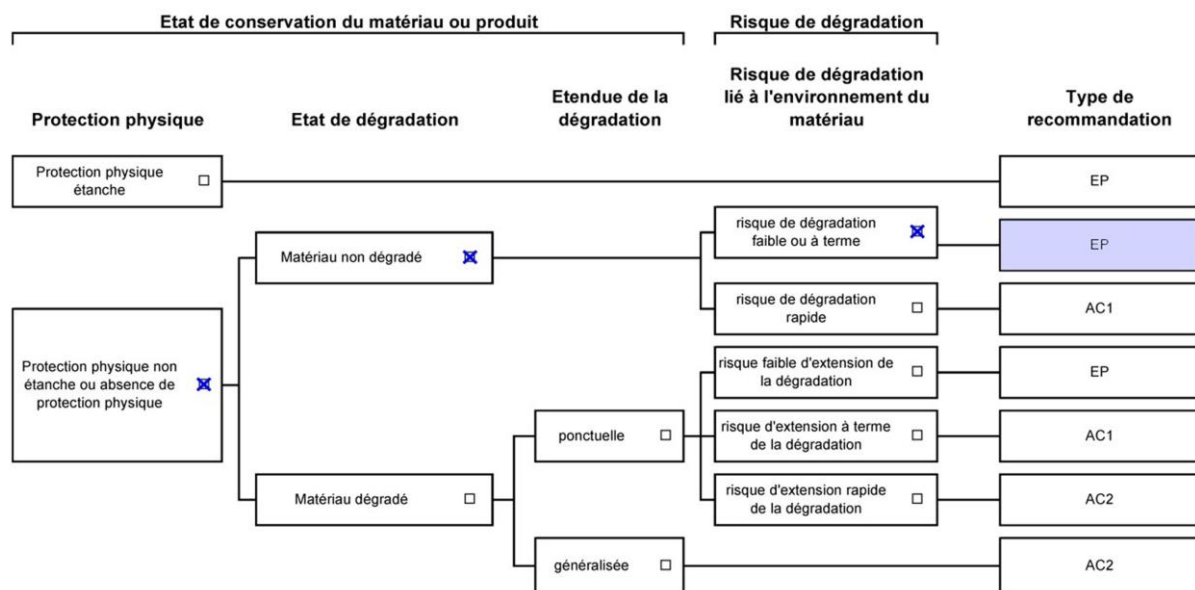 Etat de conservation du matériau ou produit
Risque de dégradation
Protection physique
Etat de dégradation
Etendue de la
dégradation
Risque de dégradation
lié à l'environnement du
matériau
Type de
recommandation
Protection physique
étanche
EP
risque de dégradation
faible ou à terme
EP
Matériau non dégradé
risque de dégradation
rapide
AC1
Protection physique non
étanche ou absence de
protection physique
risque faible d'extension de
la dégradation
EP
ponctuelle
risque d'extension à terme
de la dégradation
AC1
Matériau dégradé
risque d'extension rapide
de la dégradation
AC2
généralisée
AC2